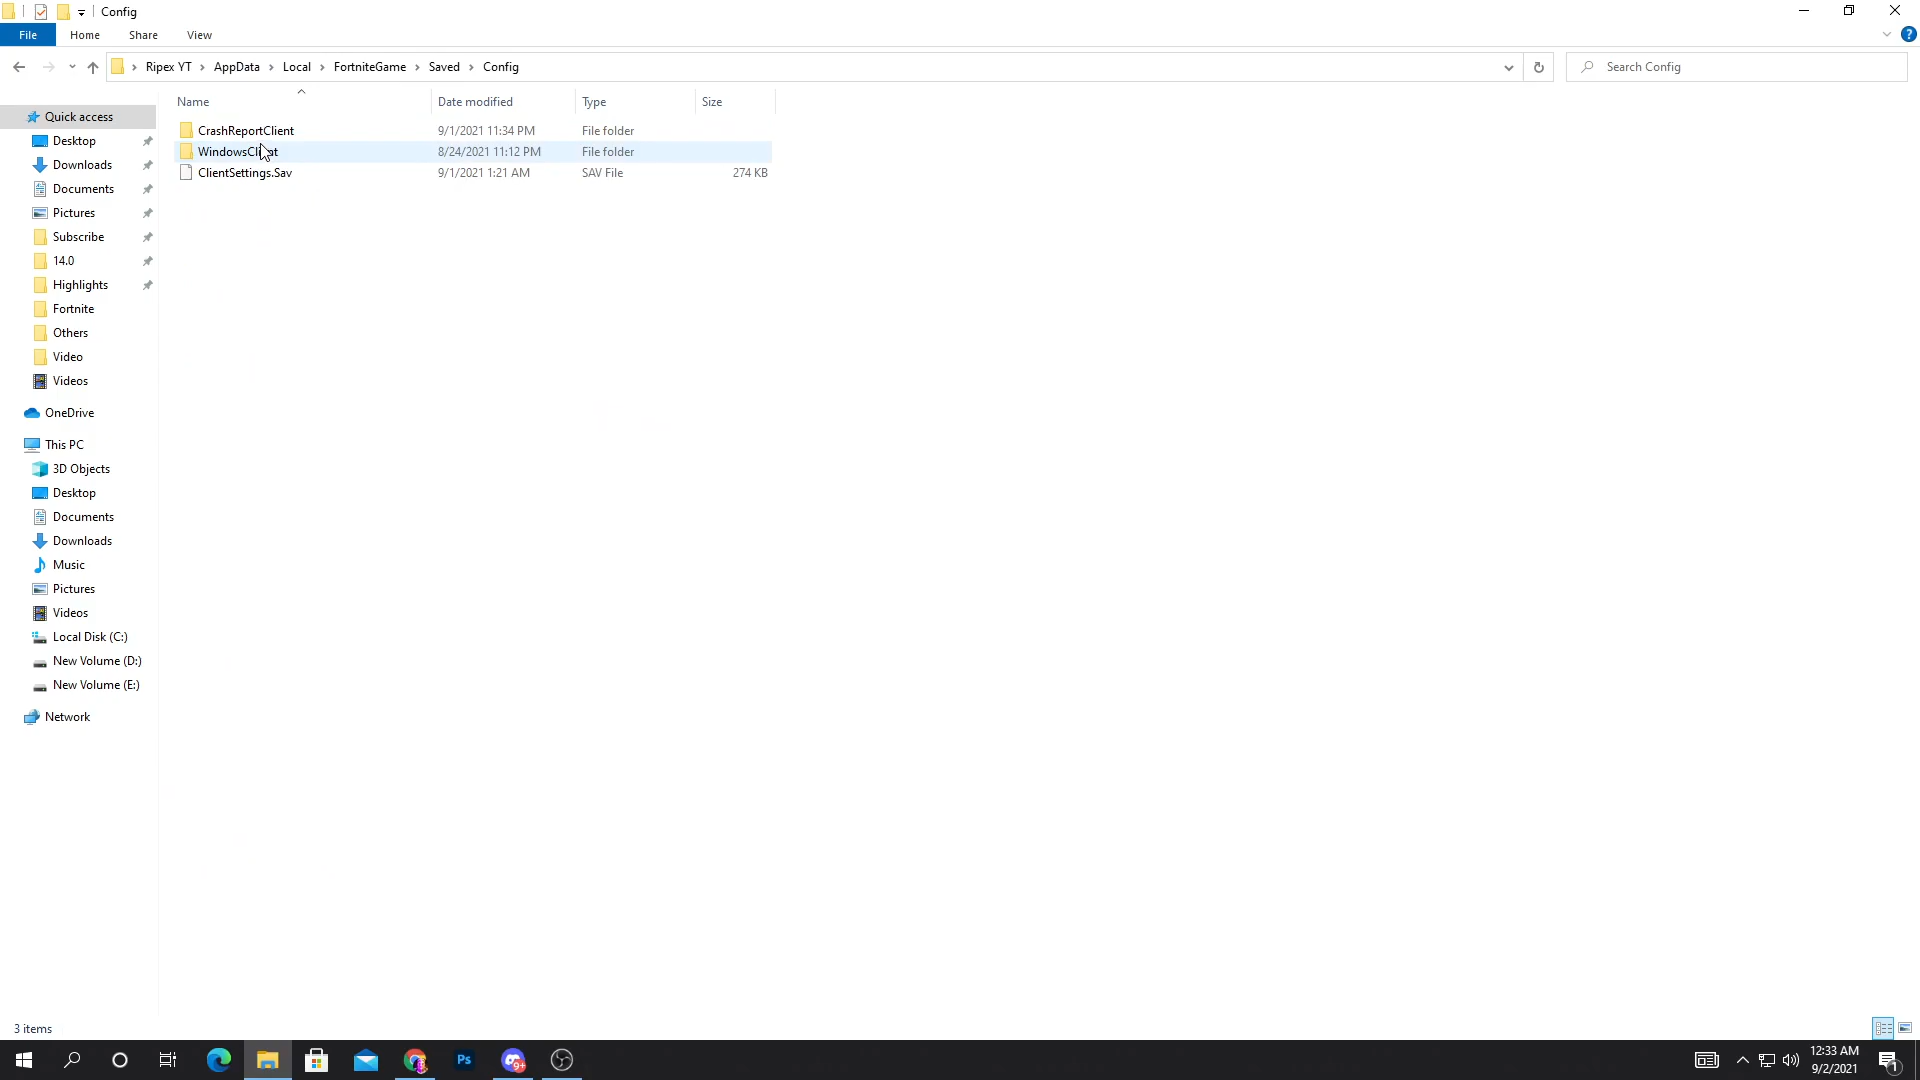 Config
File Home Share View
Ripex YT AppData Local FortniteGame Saved Config
Search Config
Name Date modified Type Size
CrashReportClient 9/1/2021 11:34 PM File folder
WindowsClient 8/24/2021 11:12 PM File folder
ClientSettings.Sav 9/1/2021 1:21 AM SAV File 274 KB
Quick access
Desktop
Downloads
Documents
Pictures
Subscribe
14.0
Highlights
Fortnite
Others
Video
Videos
OneDrive
This PC
3D Objects
Desktop
Documents
Downloads
Music
Pictures
Videos
Local Disk (C:)
New Volume (D:)
New Volume (E:)
Network
3 items
Ps
9+
12:33 AM
9/2/2021
1